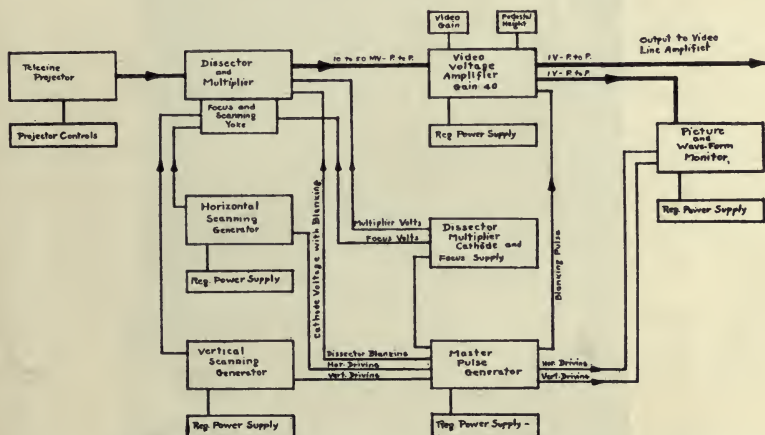 Video
Gain
Pedestal
Height
Telecine
Projector
Dissector
and
Multiplier
10 to 50 MV - P. to P.
Video
Voltage
Amplifier
Gain 40
1V - P. to P.
1V - P. to P.
Output to Video
Line Amplifier
Projector Controls
Focus and
Scanning
Yoke
Reg. Power Supply
Picture
and
Wave-Form
Monitor
Reg. Power Supply
Horizontal
Scanning
Generator
Reg. Power Supply
Cathode Voltage with Blanking
Multiplier Volts
Focus Volts
Dissector
Multiplier
Cathode and
Focus Supply
Blanking Pulse
Vertical
Scanning
Generator
Reg. Power Supply
Dissector Blanking
Hor. Driving
Vert. Driving
Master
Pulse
Generator
Reg. Power Supply -
Hor. Driving
Vert. Driving